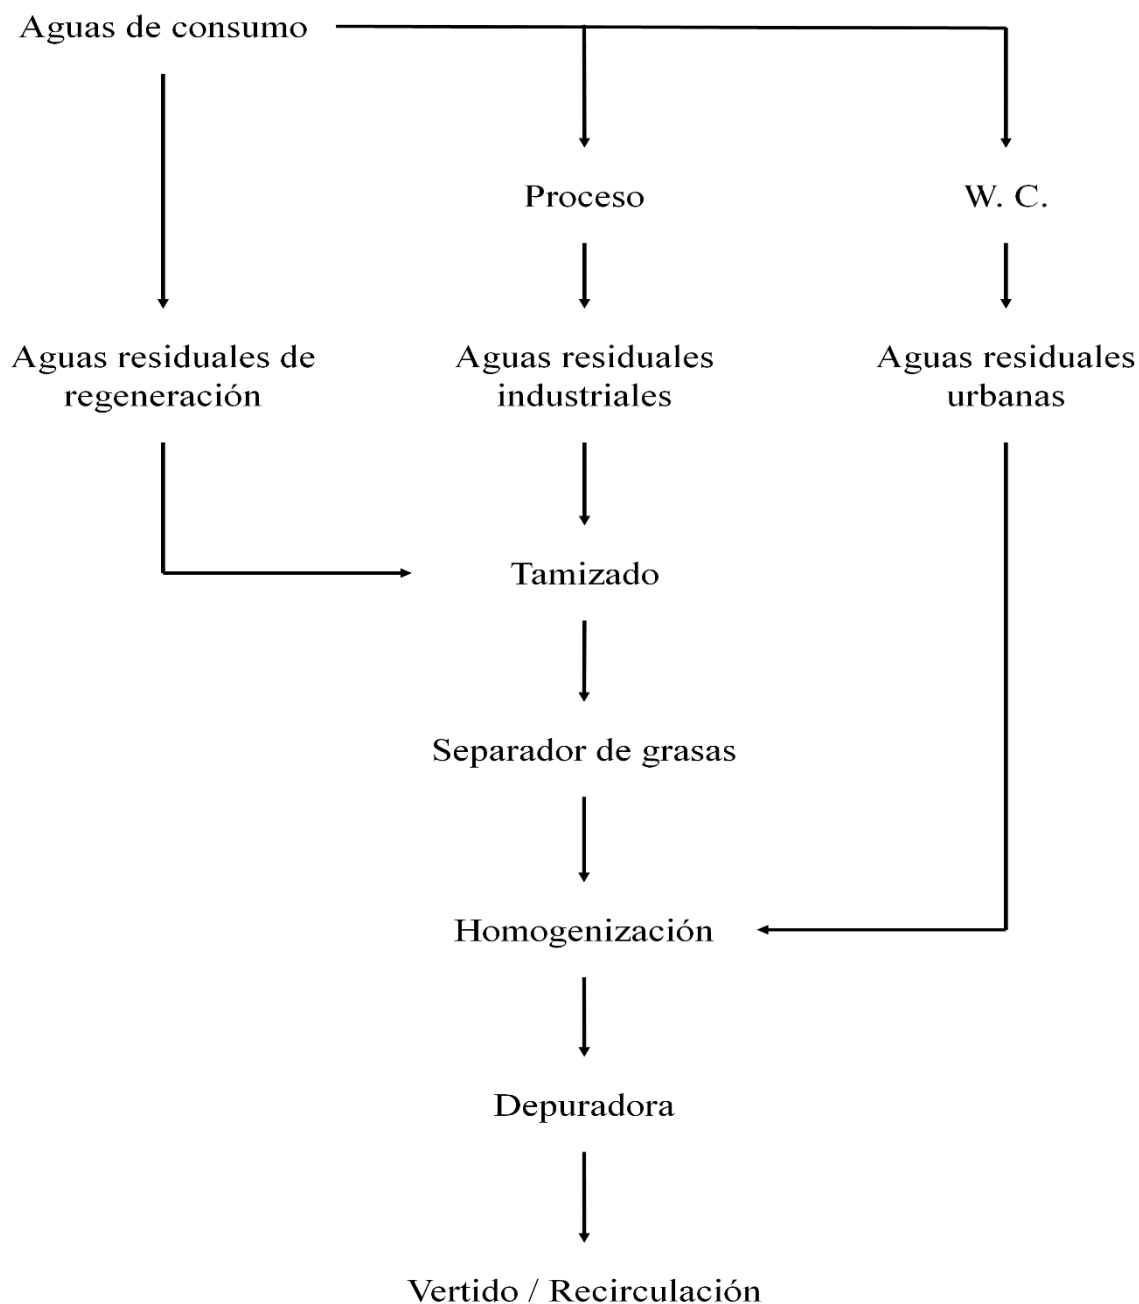 Aguas de consumo
Proceso
W. C.
Aguas residuales de
regeneración
Aguas residuales
industriales
Aguas residuales
urbanas
Tamizado
Separador de grasas
Homogenización
Depuradora
Vertido / Recirculación